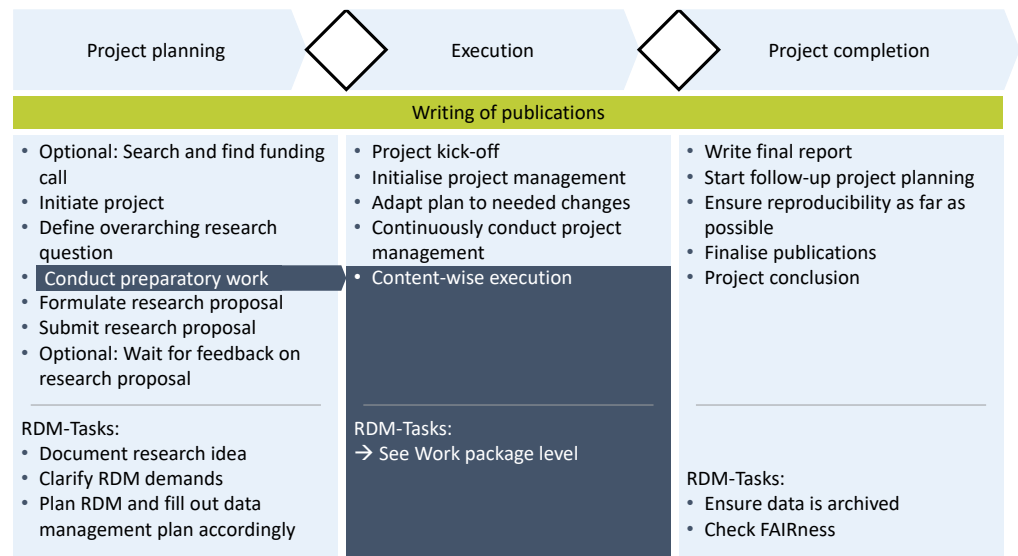 Project planning
Execution
Project completion
Writing of publications
• Optional: Search and find funding
call
• Initiate project
• Define overarching research
question
• Conduct preparatory work
• Formulate research proposal
• Submit research proposal
• Optional: Wait for feedback on
research proposal
RDM-Tasks:
• Document research idea
• Clarify RDM demands
• Plan RDM and fill out data
management plan accordingly
• Project kick-off
• Initialise project management
• Adapt plan to needed changes
• Continuously conduct project
management
• Content-wise execution
RDM-Tasks:
→ See Work package level
• Write final report
• Start follow-up project planning
• Ensure reproducibility as far as
possible
• Finalise publications
• Project conclusion
RDM-Tasks:
• Ensure data is archived
• Check FAIRness